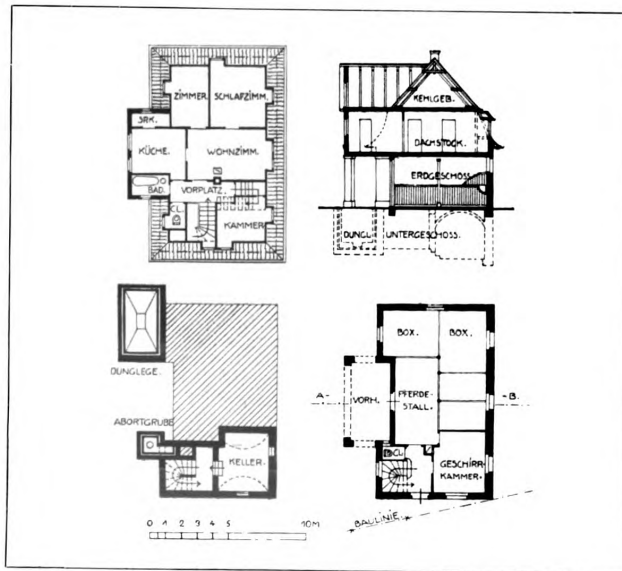 ZIMMER.
SCHLAFZIMM.
SRK.
KÜCHE.
WOHNZIMM.
BAD.
VORPLATZ.
CL.
KAMMER
KEHLGEB.
DACHSTOCK.
ERDGESCHOSS.
DUNGL.
UNTERGESCHOSS.
DUNGLEGE.
ABORTGRUBE
KELLER.
BOX.
BOX.
A-
VORH.
PFERDE-
STALL.
-B.
CL.
GESCHIRR-
KAMMER.
BAULINIE.
0 1 2 3 4 5 10M